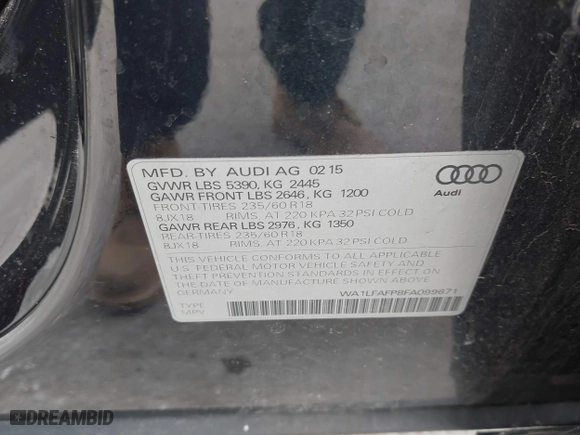 MFD. BY AUDI AG 02 15
GVWR LBS 5390, KG 2445
GAWR FRONT LBS 2646, KG 1200
FRONT TIRES 235/60 R18
8JX18 RIMS, AT 220 KPA 32 PSI COLD
GAWR REAR LBS 2976, KG 1350
REAR TIRES 235/60 R18
8JX18 RIMS, AT 220 KPA 32 PSI COLD
THIS VEHICLE CONFORMS TO ALL APPLICABLE
U.S. FEDERAL MOTOR VEHICLE SAFETY AND
THEFT PREVENTION STANDARDS IN EFFECT ON
THE DATE OF MANUFACTURE SHOWN ABOVE.
GERMANY
WA1LFAFP8FA099671
TYPE:
MPV
Audi
DREAMBID